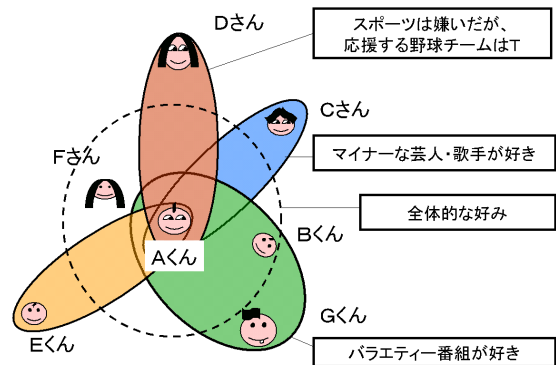 Dさん
スポーツは嫌いだが、
応援する野球チームはT
Cさん
マイナーな芸人・歌手が好き
Fさん
全体的な好み
Bくん
Aくん
Gくん
Eくん
バラエティー番組が好き